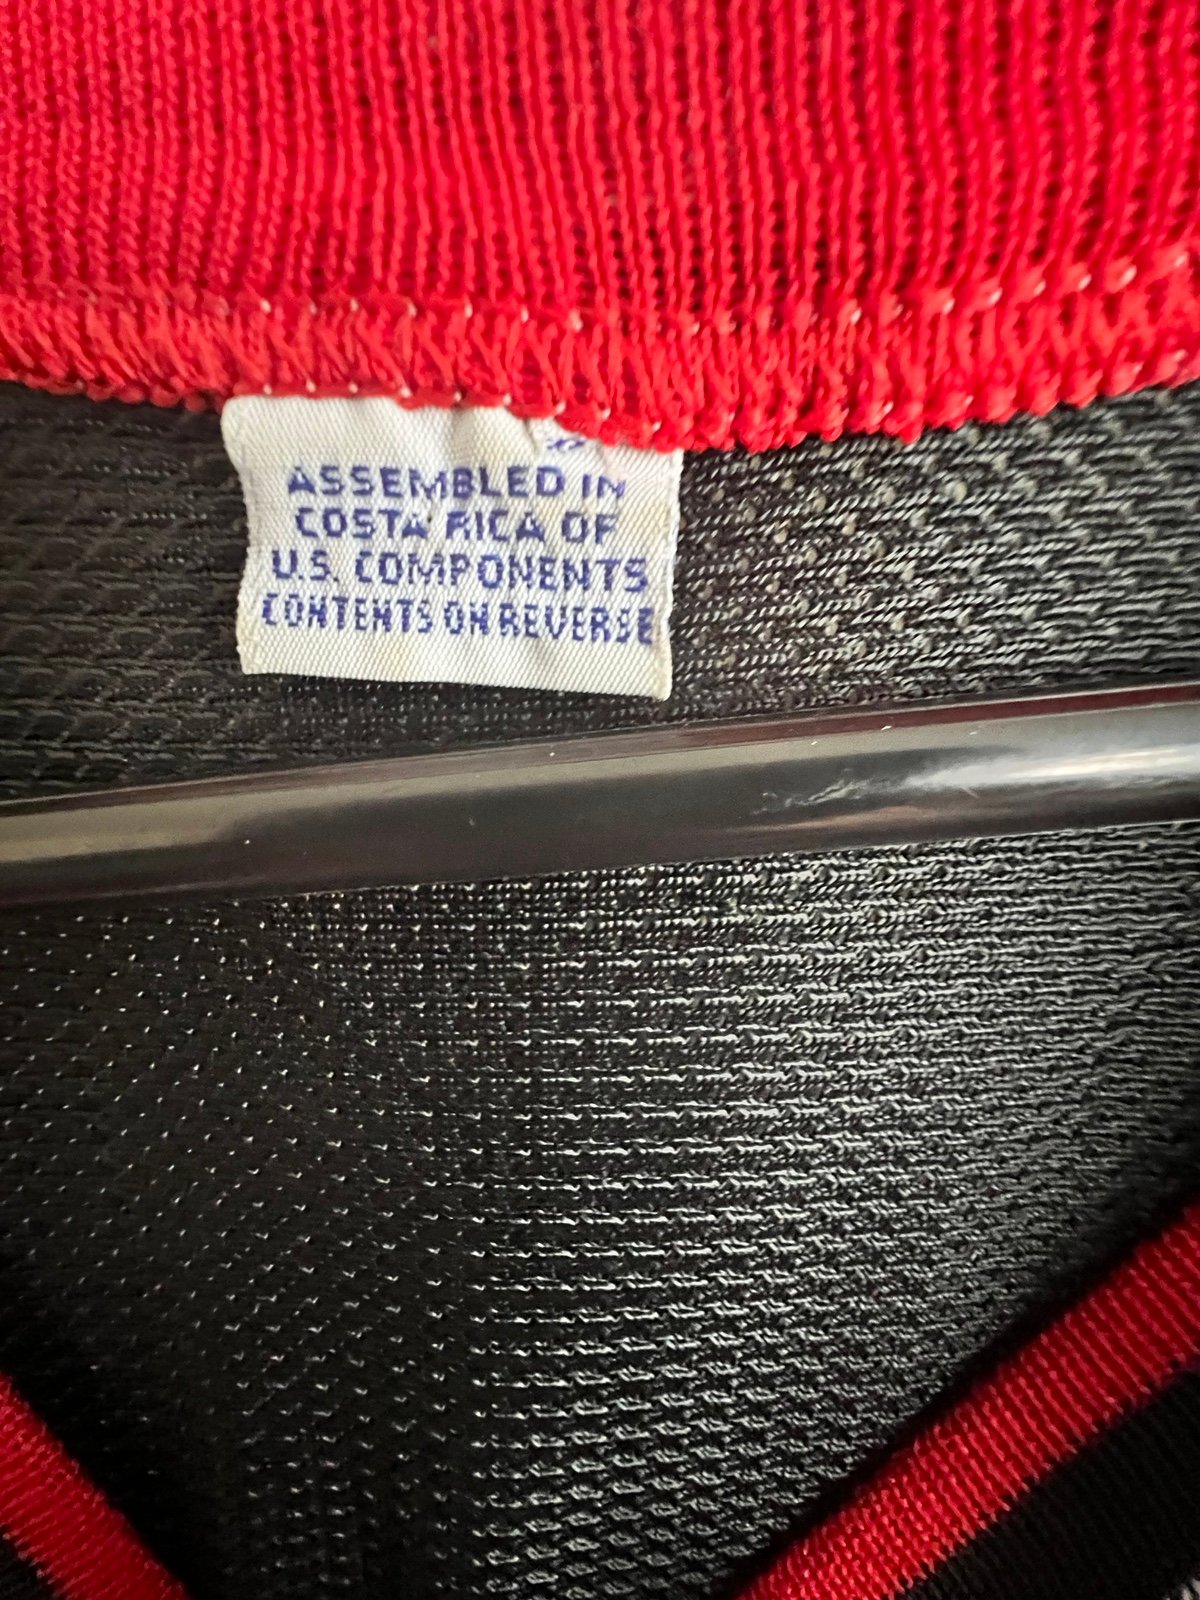 ASSEMBLED IN
COSTA RICA OF
U.S. COMPONENTS
CONTENTS ON REVERSE